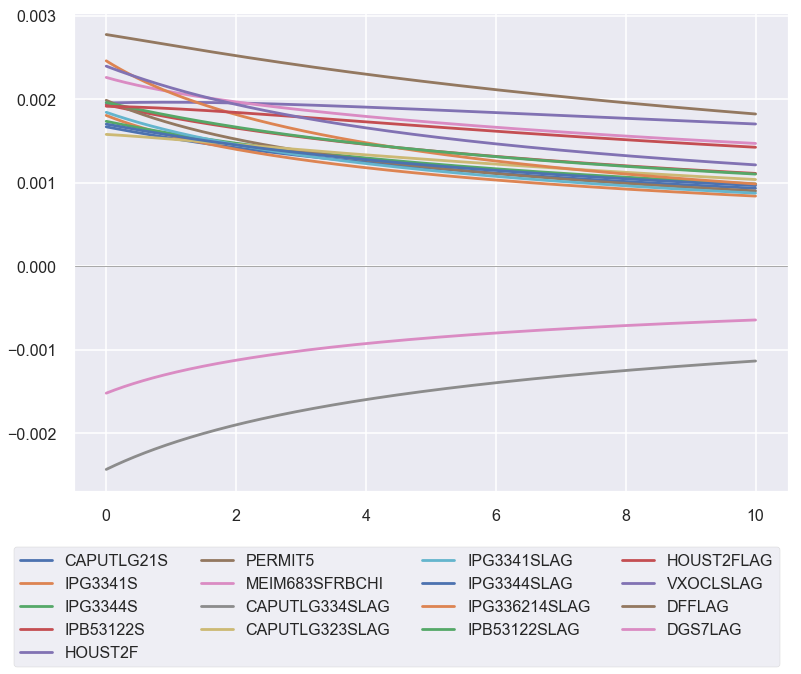 0.003
0.002
0.001
0.000
−0.001
−0.002
0 2 4 6 8 10
CAPUTLG21S PERMIT5 IPG3341SLAG HOUST2FLAG
IPG3341S MEIM683SFRBCHI IPG3344SLAG VXOCLSLAG
IPG3344S CAPUTLG334SLAG IPG336214SLAG DFFLAG
IPB53122S CAPUTLG323SLAG IPB53122SLAG DGS7LAG
HOUST2F